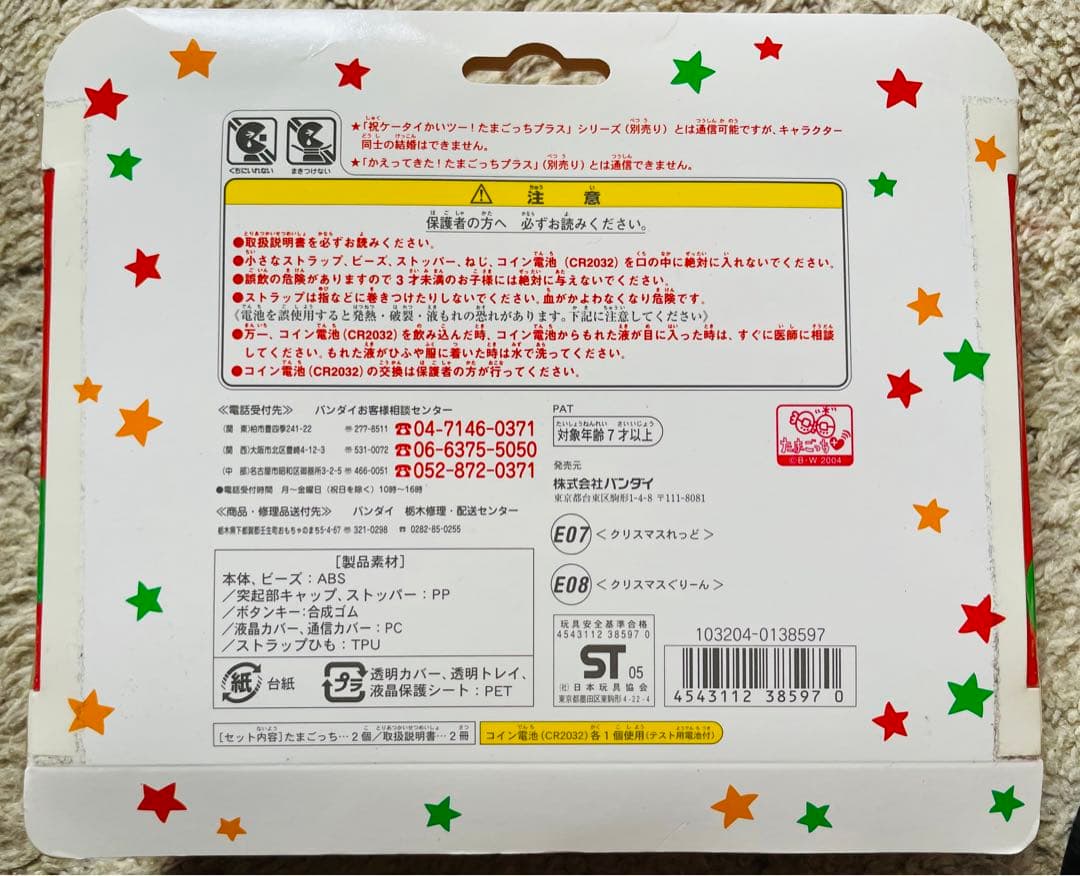 くちにいれない
まきつけない
★「祝ケータイかいツー!たまごっちプラス」シリーズ(別売り)とは通信可能ですが、キャラクター
同士の結婚はできません。
★「かえってきた!たまごっちプラス」(別売り)とは通信できません。
⚠ 注意
保護者の方へ 必ずお読みください。
●取扱説明書を必ずお読みください。
●小さなストラップ、ビーズ、ストッパー、ねじ、コイン電池 (CR2032) を口の中に絶対に入れないでください。
●誤飲の危険がありますので3才未満のお子様には絶対に与えないでください。
●ストラップは指などに巻きつけたりしないでください。血がかよわなくなり危険です。
《電池を誤使用すると発熱・破裂・液もれの恐れがあります。下記に注意してください》
●万一、コイン電池(CR2032)を飲み込んだ時、コイン電池からもれた液が目に入った時は、すぐに医師に相談
してください。もれた液がひふや服に着いた時は水で洗ってください。
●コイン電池(CR2032)の交換は保護者の方が行ってください。
≪電話受付先≫ バンダイお客様相談センター
(関 東)柏市豊四季241-22 〒277-8511 ☎04-7146-0371
(関 西)大阪市北区豊崎4-12-3 〒531-0072 ☎06-6375-5050
(中 部)名古屋市昭和区御器所3-2-5 〒466-0051 ☎052-872-0371
●電話受付時間 月〜金曜日(祝日を除く)10時〜16時
≪商品・修理品送付先≫ バンダイ 栃木修理・配送センター
栃木県下都賀郡壬生町おもちゃのまち5-4-67 〒321-0298 ☎ 0282-85-0255
[製品素材]
本体、ビーズ:ABS
/突起部キャップ、ストッパー:PP
/ボタンキー:合成ゴム
/液晶カバー、通信カバー:PC
/ストラップひも:TPU
紙 台紙
プラ 透明カバー、透明トレイ、
液晶保護シート:PET
PAT
対象年齢7才以上
発売元
株式会社バンダイ
東京都台東区駒形1-4-8 〒111-8081
E07 <クリスマスれっど>
E08 <クリスマスぐりーん>
たまごっち
©B・W 2004
玩具安全基準合格
4543112 38597 0
ST 05
(社)日本玩具協会
東京都墨田区東駒形4-22-4
103204-0138597
4543112 385970
[セット内容]たまごっち…2個/取扱説明書…2冊
コイン電池(CR2032)各1個使用(テスト用電池付)